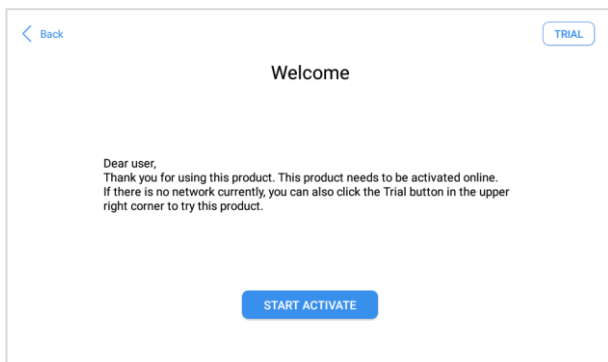 Back
TRIAL
Welcome
Dear user,
Thank you for using this product. This product needs to be activated online.
If there is no network currently, you can also click the Trial button in the upper
right corner to try this product.
START ACTIVATE